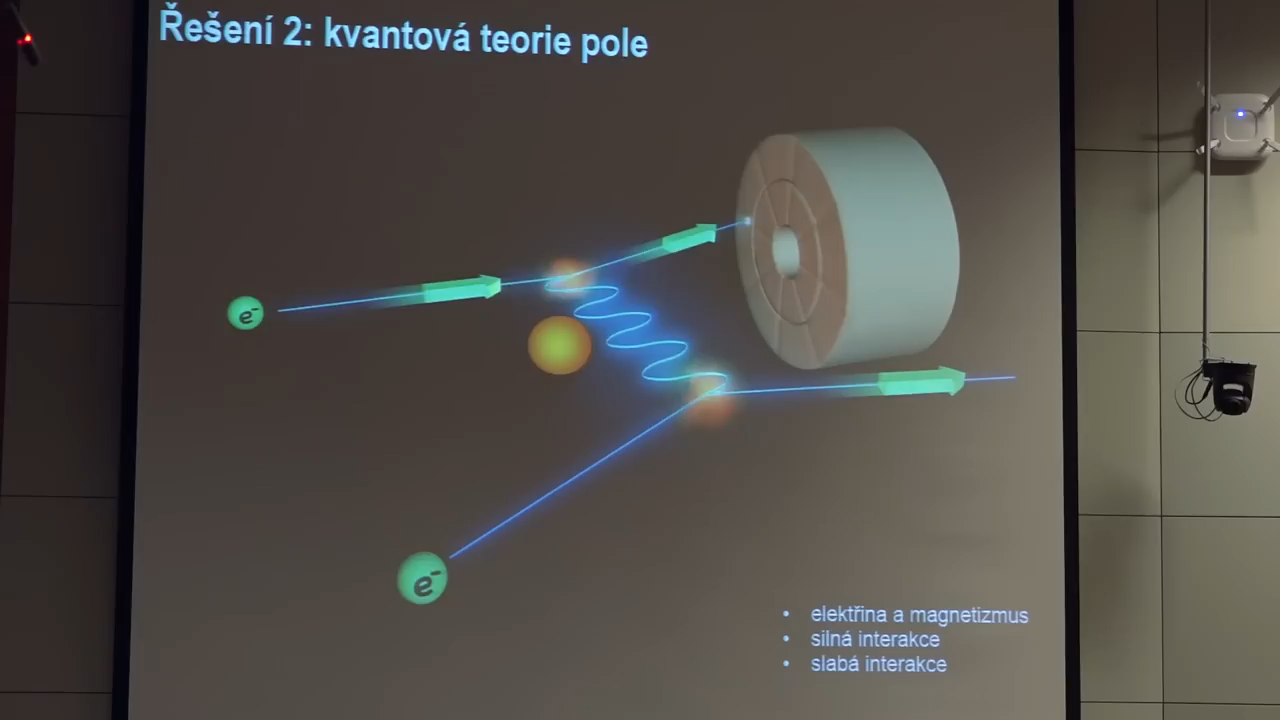 Řešení 2: kvantová teorie pole
e⁻
e⁻
• elektřina a magnetizmus
• silná interakce
• slabá interakce